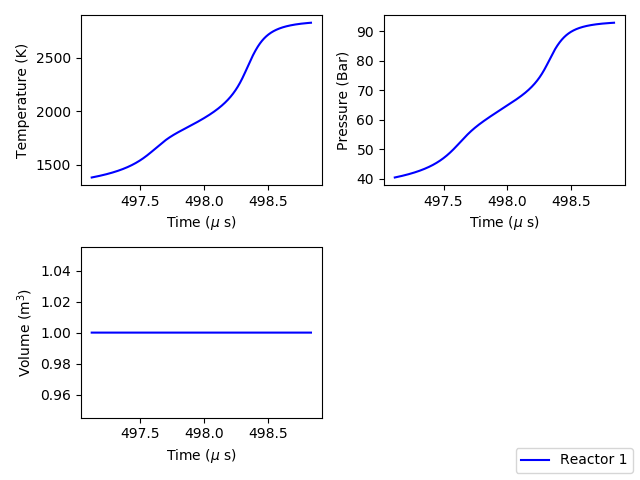 Temperature (K)
2500
2000
1500
497.5 498.0 498.5
Time (μ s)
Pressure (Bar)
90
80
70
60
50
40
497.5 498.0 498.5
Time (μ s)
Volume (m³)
1.04
1.02
1.00
0.98
0.96
497.5 498.0 498.5
Time (μ s)
Reactor 1